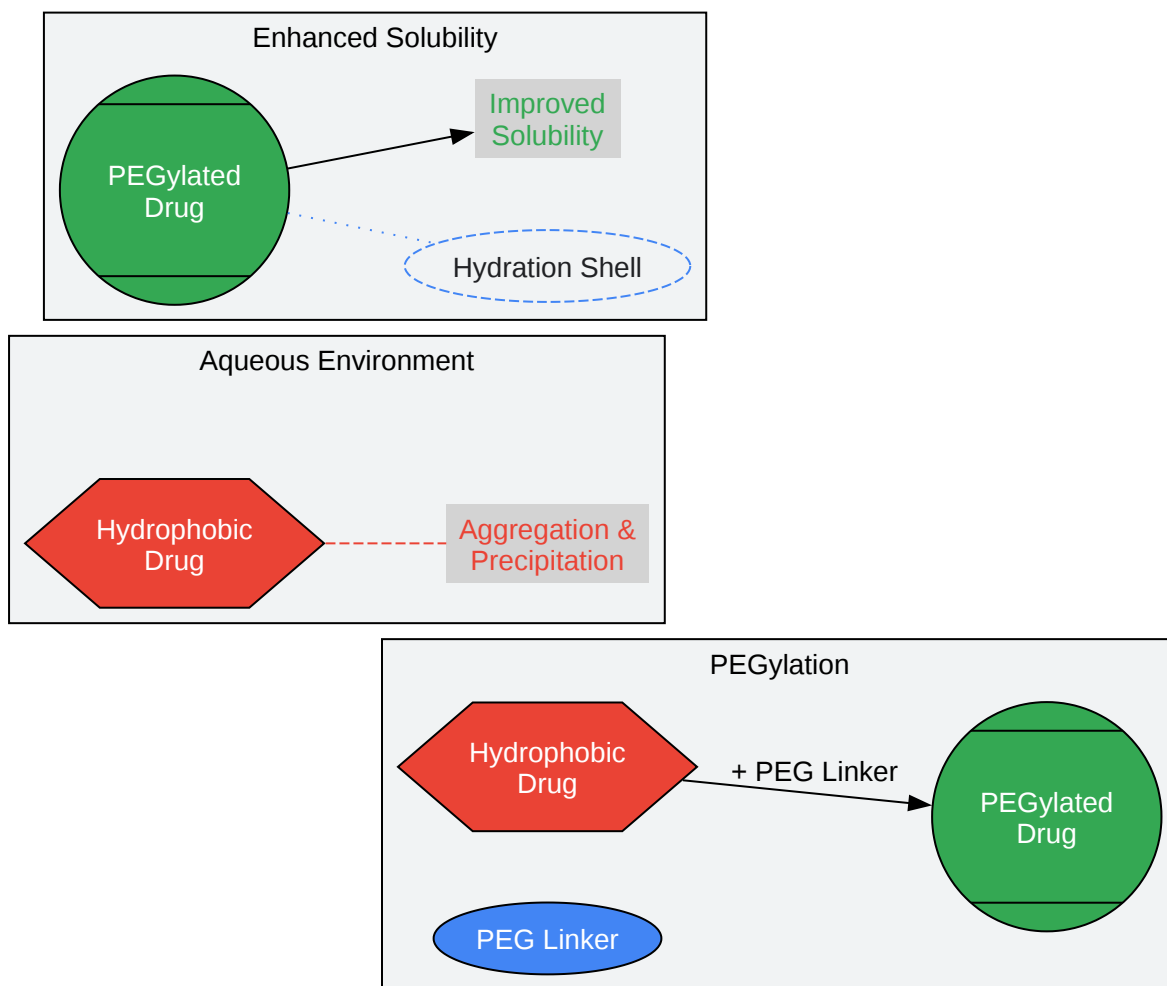 Enhanced Solubility
Improved
Solubility
PEGylated
Drug
Hydration Shell
Aqueous Environment
Hydrophobic
Drug
Aggregation &
Precipitation
PEGylation
Hydrophobic
Drug
+ PEG Linker
PEGylated
Drug
PEG Linker